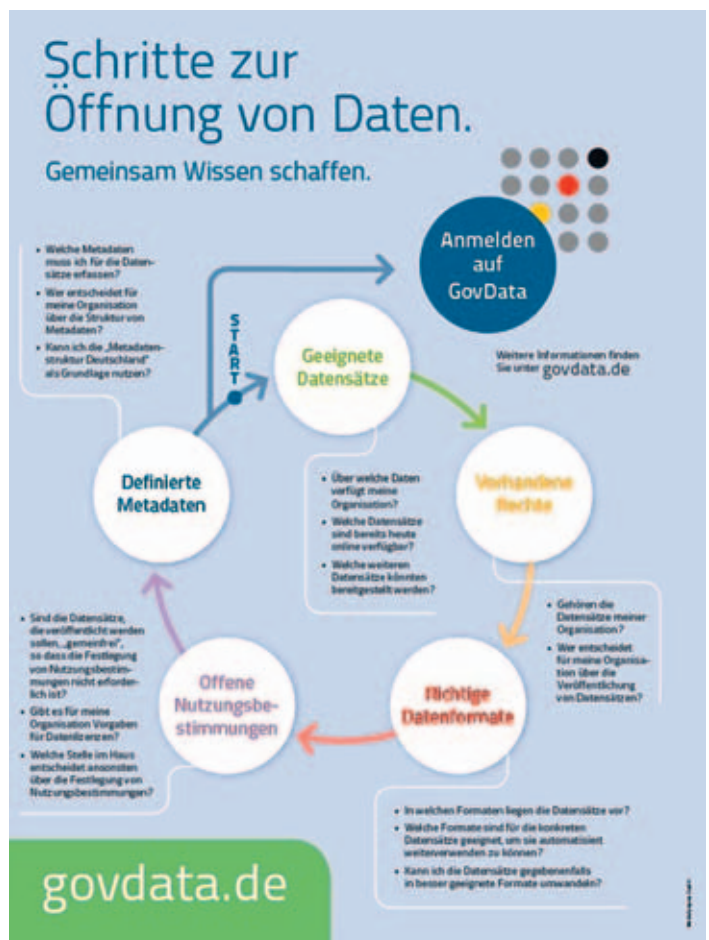 Schritte zur
Öffnung von Daten.
Gemeinsam Wissen schaffen.
Anmelden
auf
GovData
Weitere Informationen finden
Sie unter govdata.de
START
Geeignete
Datensätze
• Über welche Daten
verfügt meine
Organisation?
• Welche Datensätze
sind bereits heute
online verfügbar?
• Welche weiteren
Datensätze könnten
bereitgestellt werden?
Vorhandene
Rechte
• Gehören die
Datensätze meiner
Organisation?
• Wer entscheidet
für meine Organisa-
tion über die
Veröffentlichung
von Datensätzen?
Richtige
Datenformate
• In welchen Formaten liegen die Datensätze vor?
• Welche Formate sind für die konkreten
Datensätze geeignet, um sie automatisiert
weiterverwenden zu können?
• Kann ich die Datensätze gegebenenfalls
in besser geeignete Formate umwandeln?
Offene
Nutzungsbe-
stimmungen
• Sind die Datensätze,
die veröffentlicht werden
sollen, „gemeinfrei“,
so dass die Festlegung
von Nutzungsbestim-
mungen nicht erforder-
lich ist?
• Gibt es für meine
Organisation Vorgaben
für Datenlizenzen?
• Welche Stelle im Haus
entscheidet ansonsten
über die Festlegung von
Nutzungsbestimmungen?
Definierte
Metadaten
• Welche Metadaten
muss ich für die Daten-
sätze erfassen?
• Wer entscheidet für
meine Organisation
über die Struktur von
Metadaten?
• Kann ich die „Metadaten-
struktur Deutschland“
als Grundlage nutzen?
govdata.de